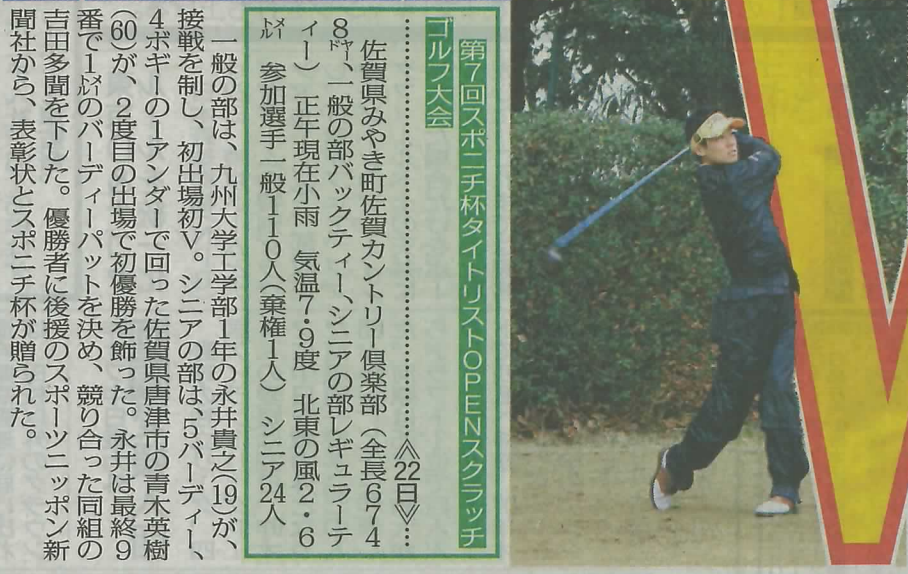 第7回スポニチ杯タイトリストOPENスクラッチ
ゴルフ大会
《22日》
佐賀県みやき町佐賀カントリー倶楽部(全長674
8ヤード、一般の部バックティー、シニアの部レギュラーテ
ィー) 正午現在小雨 気温7・9度 北東の風2・6
メートル 参加選手一般110人(棄権1人) シニア24人
一般の部は、九州大学工学部1年の永井貴之(19)が、
接戦を制し、初出場初V。シニアの部は、5バーディー、
4ボギーの1アンダーで回った佐賀県唐津市の青木英樹
(60)が、2度目の出場で初優勝を飾った。永井は最終9
番で1メートルのバーディーパットを決め、競り合った同組の
吉田多聞を下した。優勝者に後援のスポーツニッポン新
聞社から、表彰状とスポニチ杯が贈られた。
V